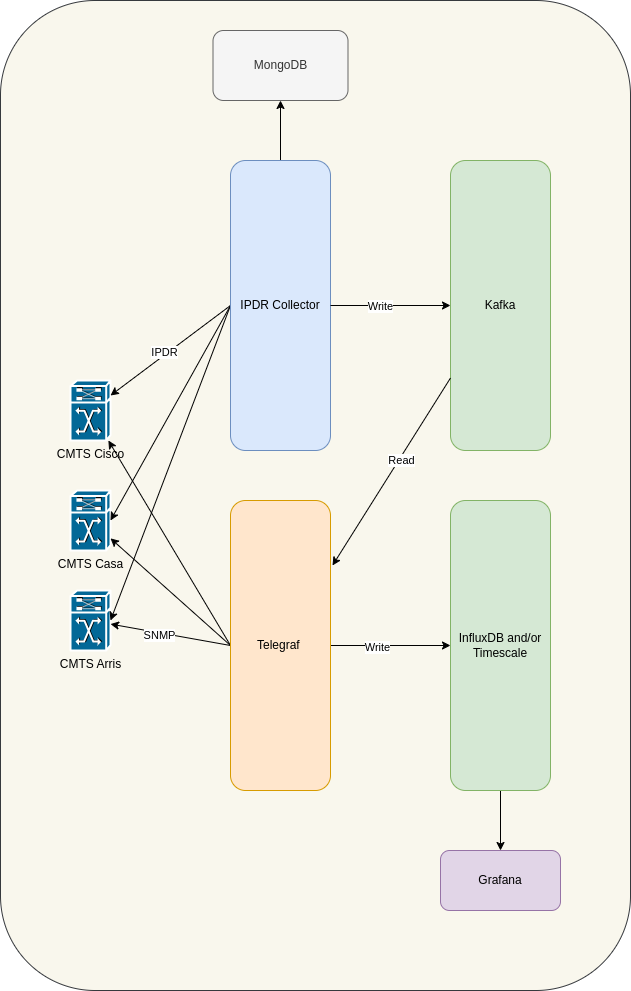 MongoDB
IPDR Collector
Write
Kafka
IPDR
CMTS Cisco
Read
CMTS Casa
SNMP
CMTS Arris
Telegraf
Write
InfluxDB and/or
Timescale
Grafana